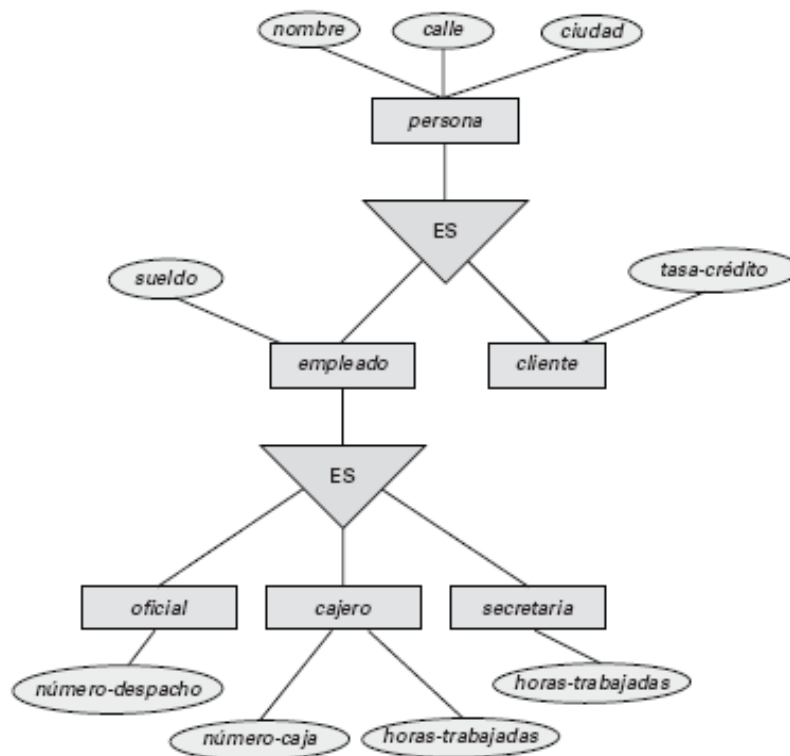 nombre
calle
ciudad
persona
ES
sueldo
tasa-crédito
empleado
cliente
ES
oficial
cajero
secretaria
número-despacho
horas-trabajadas
número-caja
horas-trabajadas